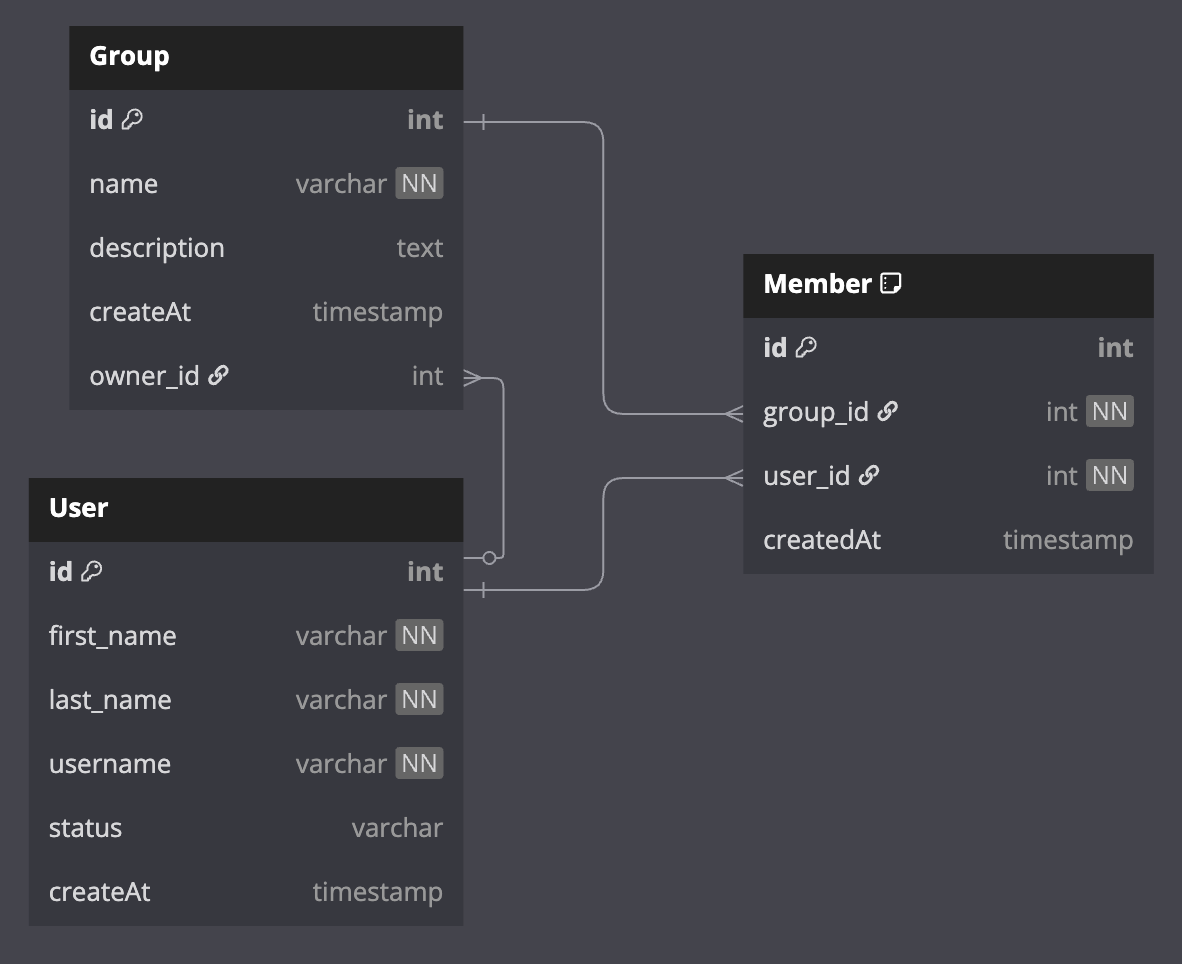 Group
id int
name varchar NN
description text
createAt timestamp
owner_id int
User
id int
first_name varchar NN
last_name varchar NN
username varchar NN
status varchar
createAt timestamp
Member
id int
group_id int NN
user_id int NN
createdAt timestamp